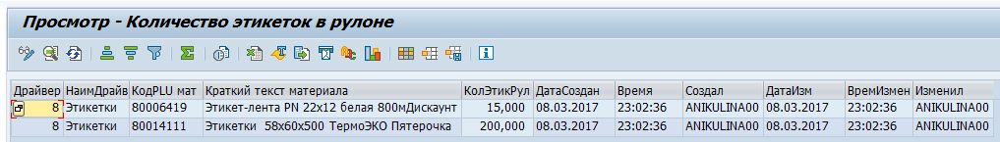 Просмотр - Количество этикеток в рулоне
Драйвер НаимДрайв КодPLU мат Краткий текст материала КолЭтикРул ДатаСоздан Время Создал ДатаИзм ВремИзмен Изменил
8 Этикетки 80006419 Этикет-лента PN 22x12 белая 800мДискаунт 15,000 08.03.2017 23:02:36 ANIKULINA00 08.03.2017 23:02:36 ANIKULINA00
8 Этикетки 80014111 Этикетки 58x60x500 ТермоЭКО Пятерочка 200,000 08.03.2017 23:02:36 ANIKULINA00 08.03.2017 23:02:36 ANIKULINA00